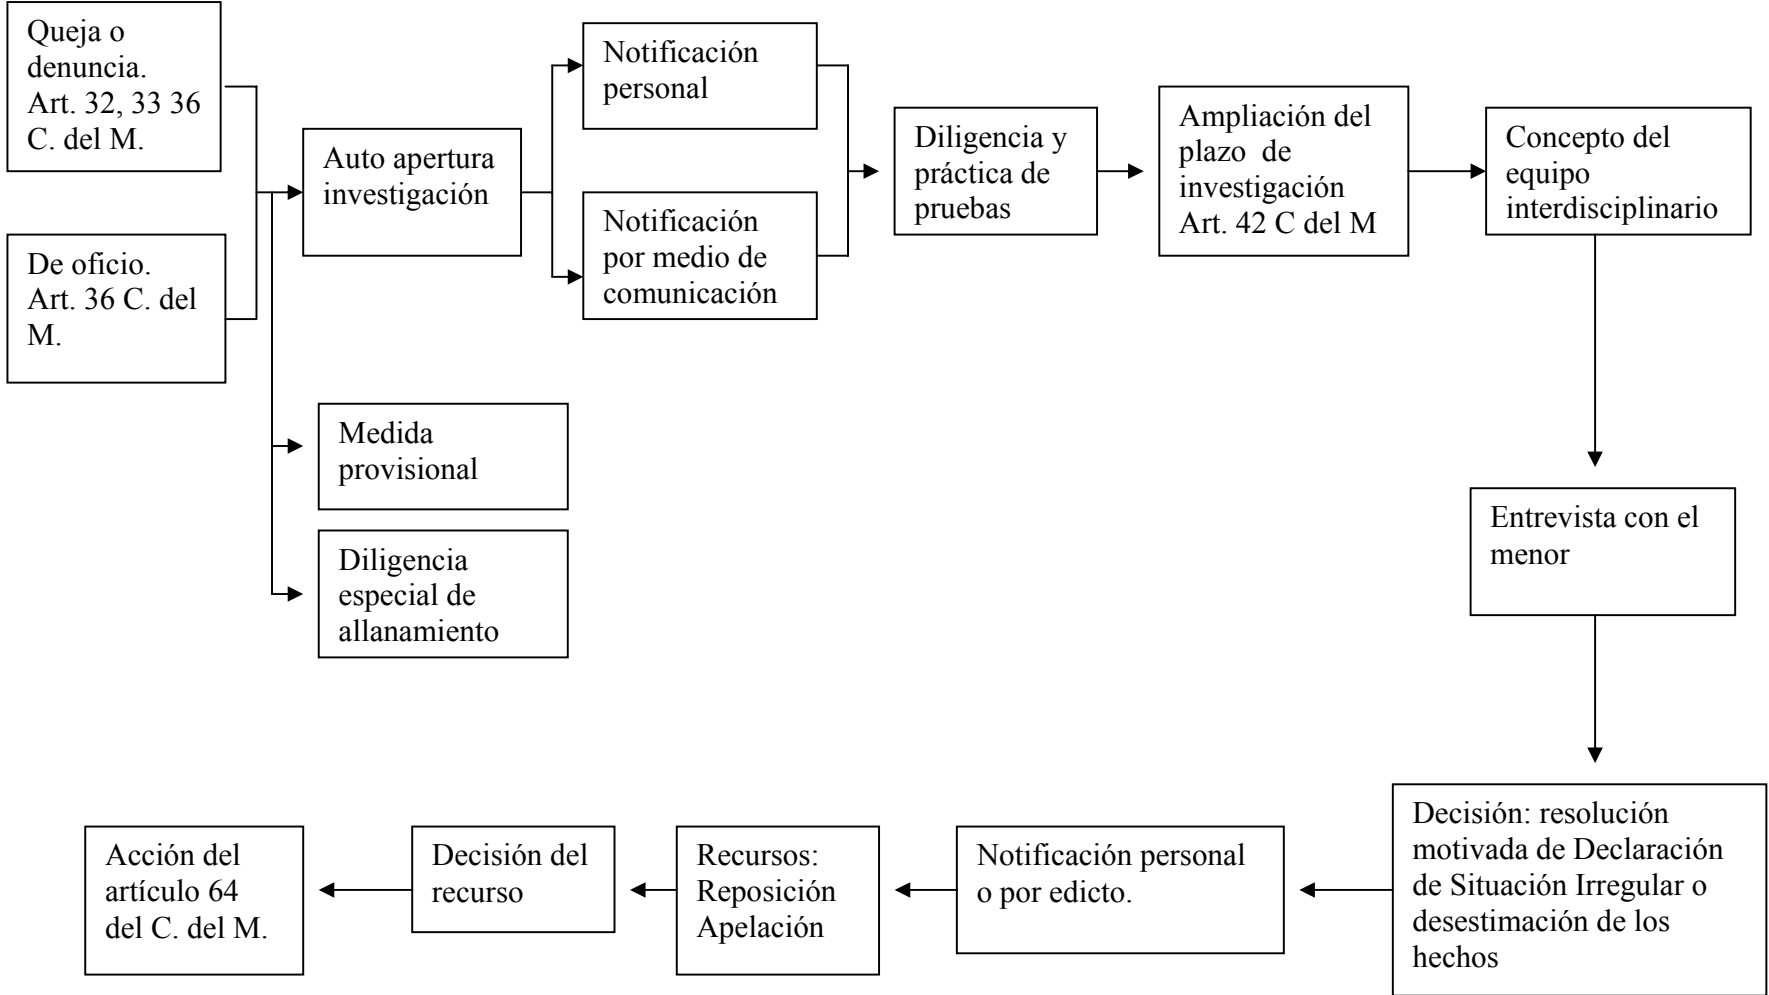 Queja o
denuncia.
Art. 32, 33 36
C. del M.
De oficio.
Art. 36 C. del
M.
Auto apertura
investigación
Medida
provisional
Diligencia
especial de
allanamiento
Notificación
personal
Notificación
por medio de
comunicación
Diligencia y
práctica de
pruebas
Ampliación del
plazo de
investigación
Art. 42 C del M
Concepto del
equipo
interdisciplinario
Entrevista con el
menor
Decisión: resolución
motivada de Declaración
de Situación Irregular o
desestimación de los
hechos
Notificación personal
o por edicto.
Recursos:
Reposición
Apelación
Decisión del
recurso
Acción del
artículo 64
del C. del M.